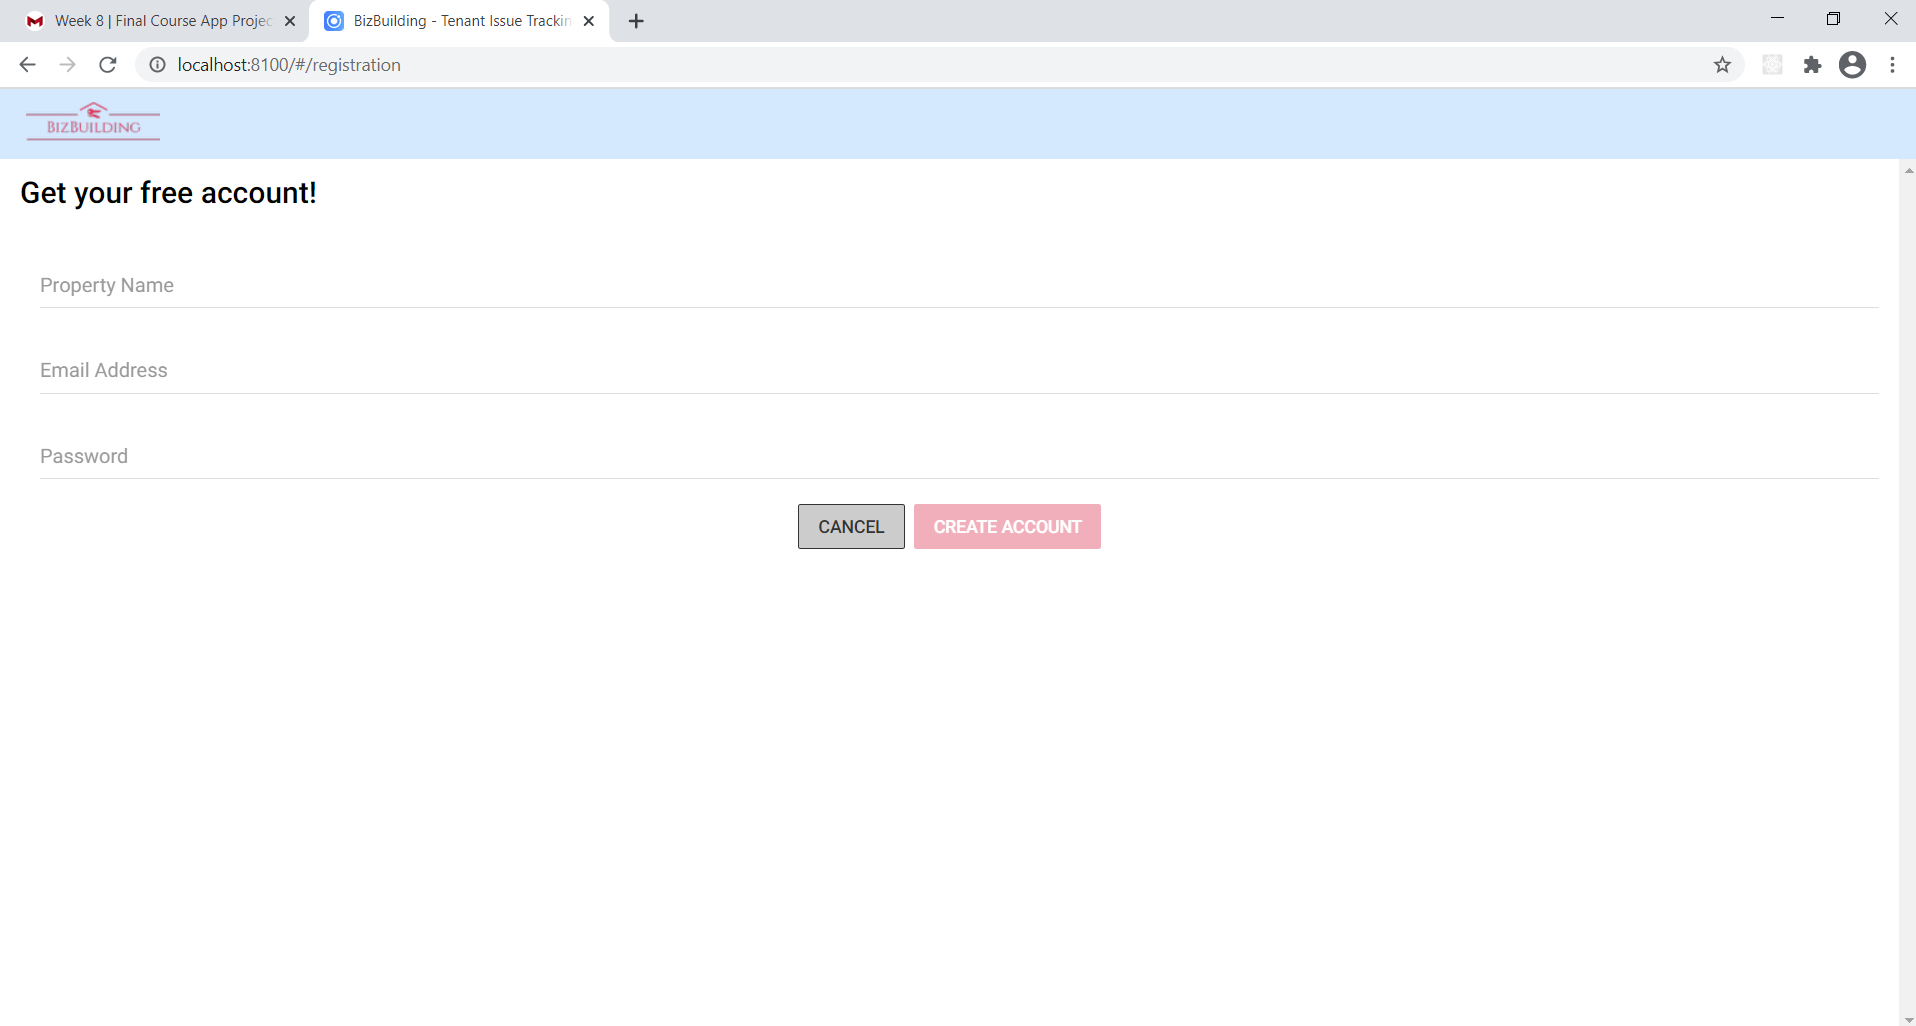 Week 8 | Final Course App Projec
BizBuilding - Tenant Issue Trackin
localhost:8100/#/registration
BIZBUILDING
Get your free account!
Property Name
Email Address
Password
CANCEL CREATE ACCOUNT